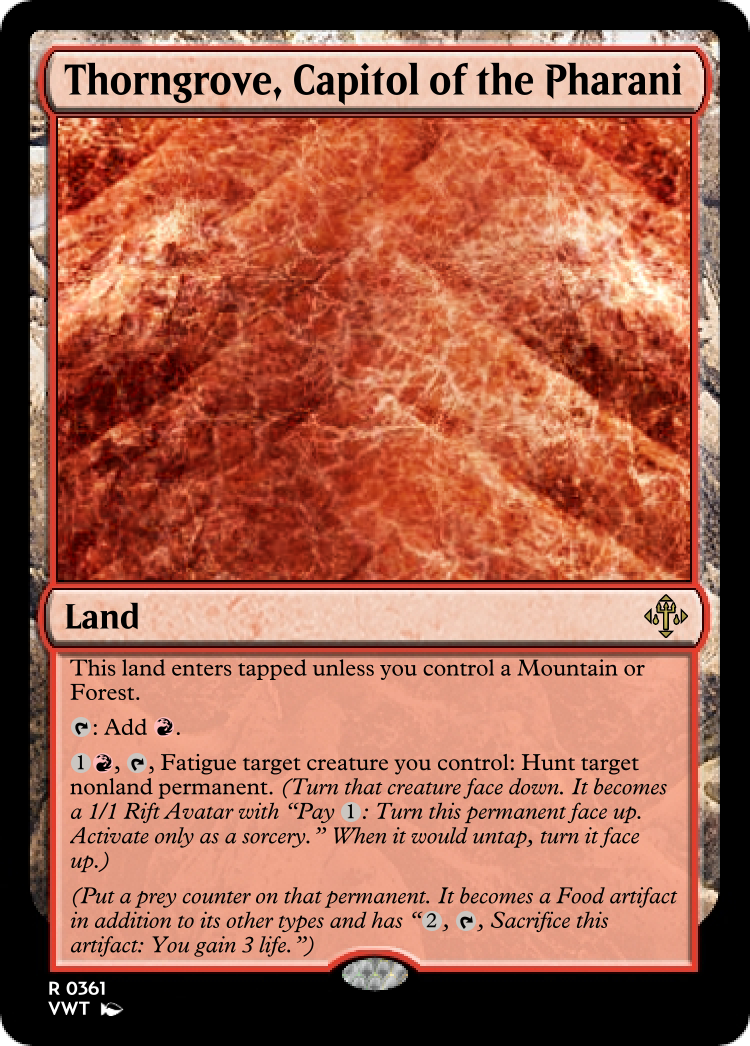 Thorngrove, Capitol of the Pharani
Land
This land enters tapped unless you control a Mountain or
Forest.
: Add .
1 , , Fatigue target creature you control: Hunt target
nonland permanent. (Turn that creature face down. It becomes
a 1/1 Rift Avatar with “Pay 1: Turn this permanent face up.
Activate only as a sorcery.” When it would untap, turn it face
up.)
(Put a prey counter on that permanent. It becomes a Food artifact
in addition to its other types and has “2, , Sacrifice this
artifact: You gain 3 life.”)
R 0361
VWT